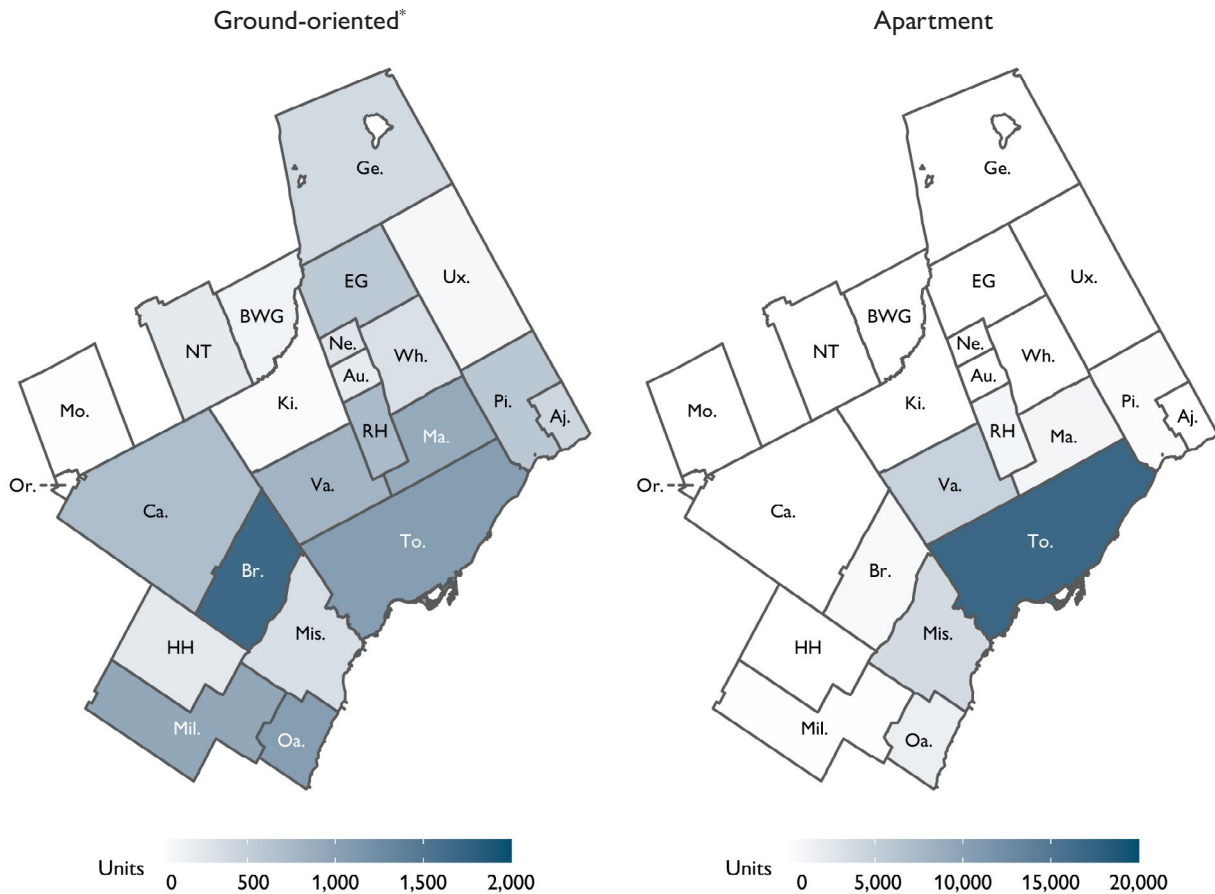 Ground-oriented*
Ge.
Ux.
EG
BWG
NT
Ne.
Wh.
Au.
Mo.
Ki.
Pi.
Aj.
RH
Ma.
Or.
Va.
Ca.
To.
Br.
Mis.
HH
Mil.
Oa.
Units 0 500 1,000 1,500 2,000
Apartment
Ge.
Ux.
EG
BWG
NT
Ne.
Wh.
Au.
Mo.
Ki.
Pi.
Aj.
RH
Ma.
Or.
Va.
Ca.
To.
Br.
Mis.
HH
Mil.
Oa.
Units 0 5,000 10,000 15,000 20,000